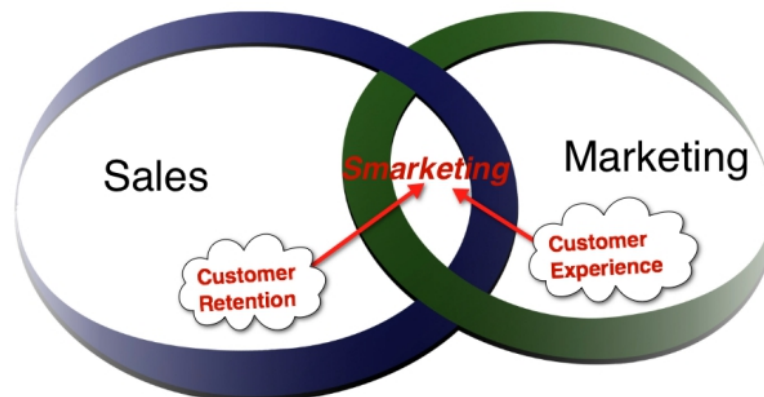 Sales
Smarketing
Marketing
Customer
Retention
Customer
Experience